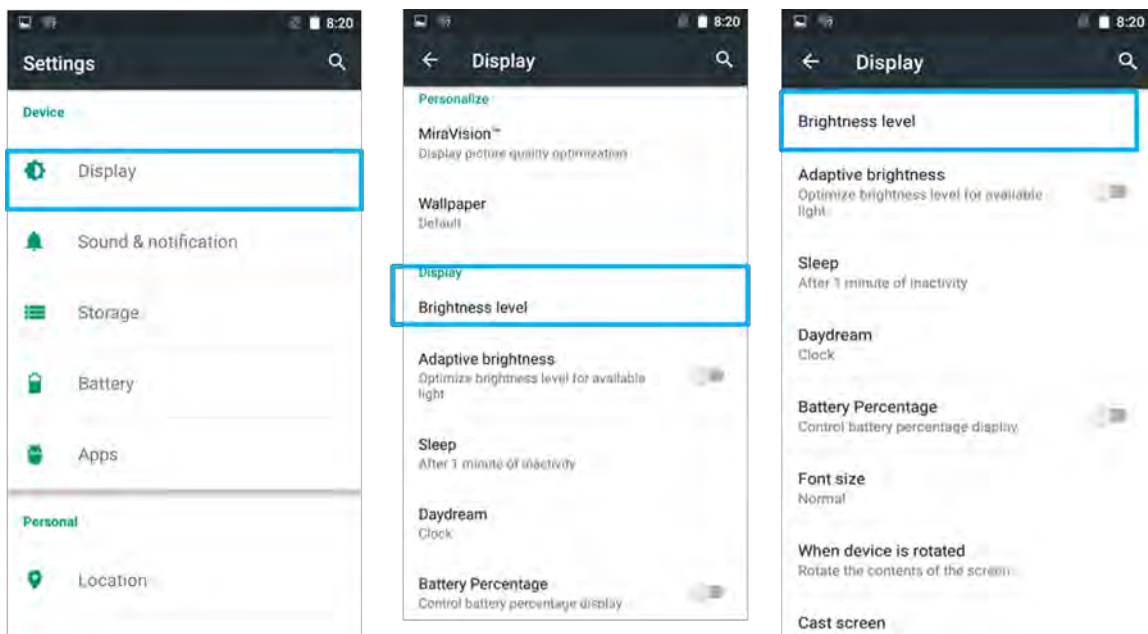 8:20
Settings
Device
Display
Sound & notification
Storage
Battery
Apps
Personal
Location
8:20
Display
Personalize
MiraVision™
Display picture quality optimization
Wallpaper
Default
Display
Brightness level
Adaptive brightness
Optimize brightness level for available
light
Sleep
After 1 minute of inactivity
Daydream
Clock
Battery Percentage
Control battery percentage display
8:20
Display
Brightness level
Adaptive brightness
Optimize brightness level for available
light
Sleep
After 1 minute of inactivity
Daydream
Clock
Battery Percentage
Control battery percentage display
Font size
Normal
When device is rotated
Rotate the contents of the screen
Cast screen